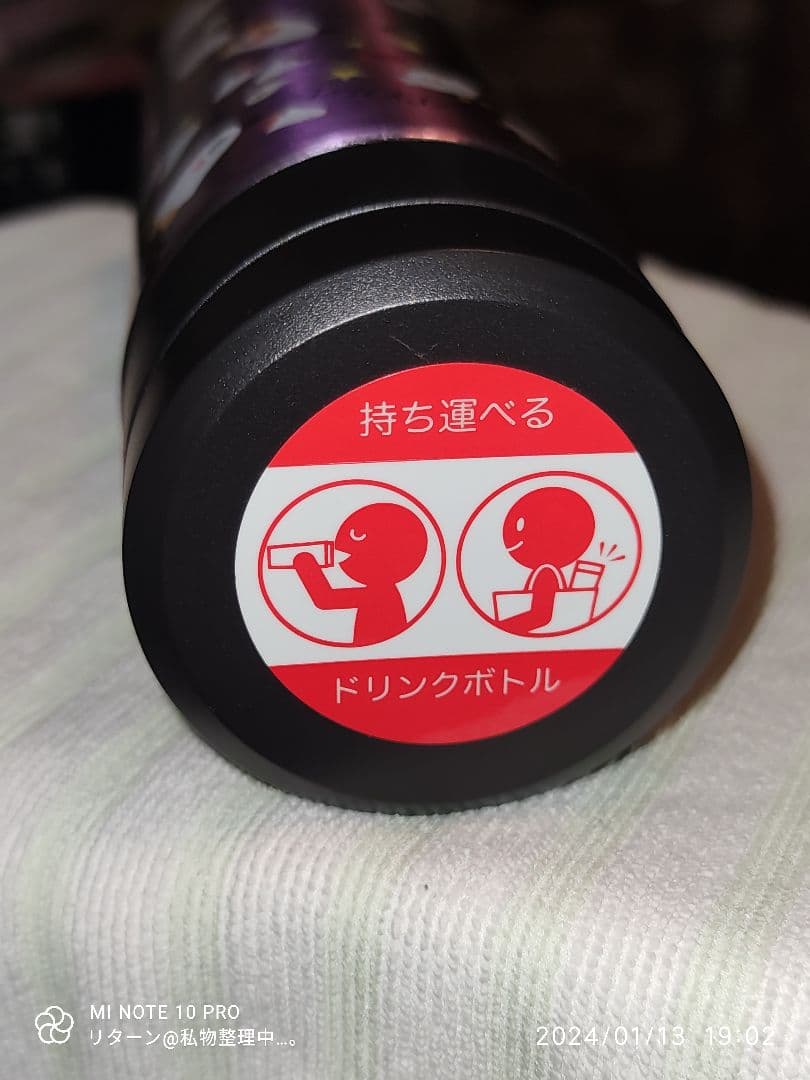 持ち運べる
ドリンクボトル
MI NOTE 10 PRO
リターン@私物整理中...。
2024/01/13 19:02